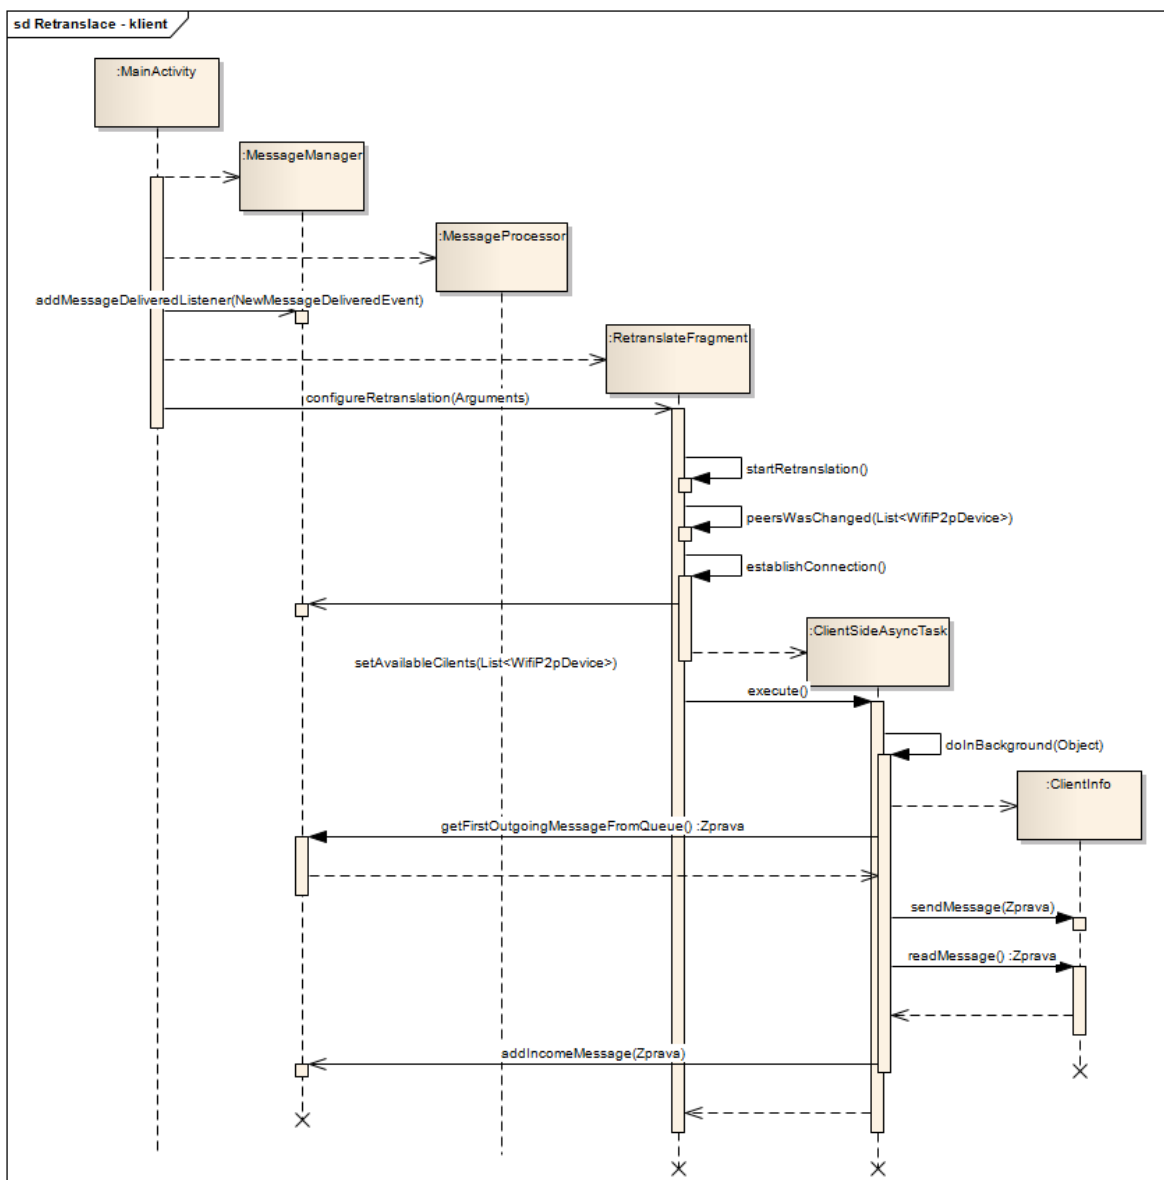 sd Retranslace - klient
:MainActivity
:MessageManager
:MessageProcessor
addMessageDeliveredListener(NewMessageDeliveredEvent)
:RetranslateFragment
configureRetranslation(Arguments)
startRetranslation()
peersWasChanged(List<WifiP2pDevice>)
establishConnection()
:ClientSideAsyncTask
setAvailableCilents(List<WifiP2pDevice>)
execute()
doInBackground(Object)
:ClientInfo
getFirstOutgoingMessageFromQueue() :Zprava
sendMessage(Zprava)
readMessage() :Zprava
addIncomeMessage(Zprava)